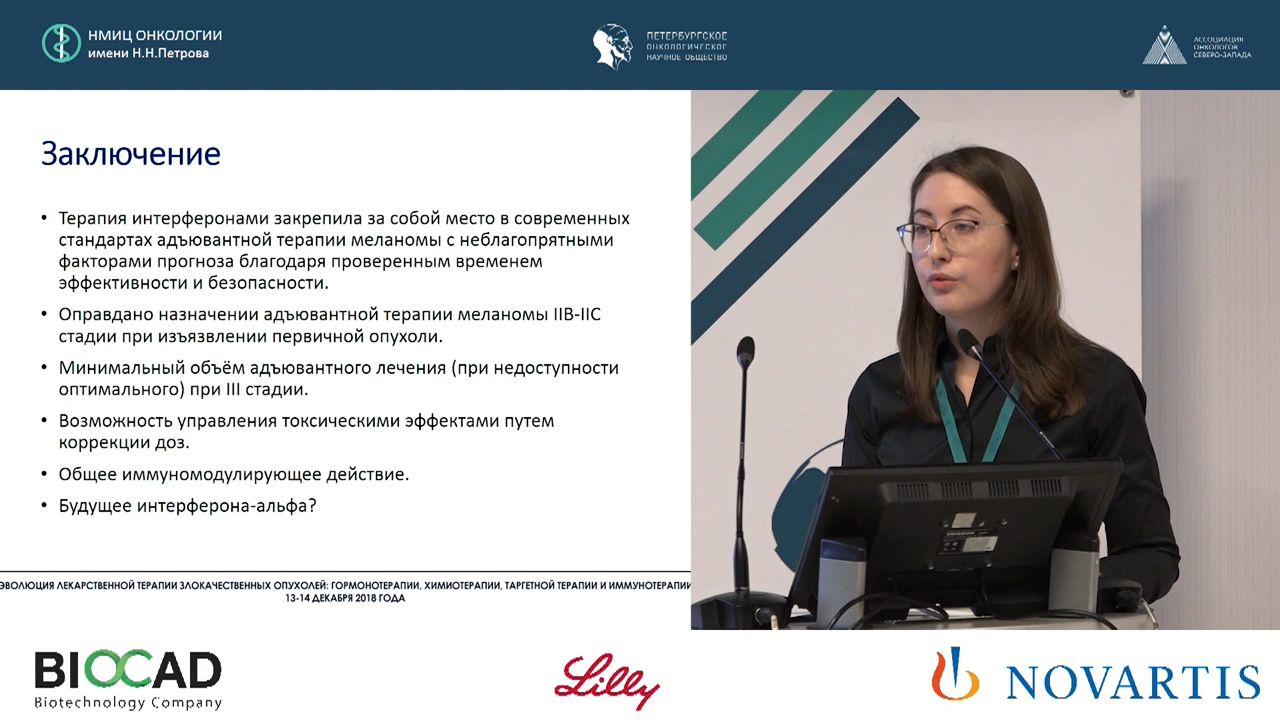 НМИЦ ОНКОЛОГИИ
имени Н.Н.Петрова
ПЕТЕРБУРГСКОЕ
ОНКОЛОГИЧЕСКОЕ
НАУЧНОЕ ОБЩЕСТВО
АССОЦИАЦИЯ
ОНКОЛОГОВ
СЕВЕРО-ЗАПАДА
Заключение
• Терапия интерферонами закрепила за собой место в современных
стандартах адъювантной терапии меланомы с неблагопрятными
факторами прогноза благодаря проверенным временем
эффективности и безопасности.
• Оправдано назначении адъювантной терапии меланомы IIB-IIC
стадии при изъязвлении первичной опухоли.
• Минимальный объём адъювантного лечения (при недоступности
оптимального) при III стадии.
• Возможность управления токсическими эффектами путем
коррекции доз.
• Общее иммуномодулирующее действие.
• Будущее интерферона-альфа?
ЭВОЛЮЦИЯ ЛЕКАРСТВЕННОЙ ТЕРАПИИ ЗЛОКАЧЕСТВЕННЫХ ОПУХОЛЕЙ: ГОРМОНОТЕРАПИИ, ХИМИОТЕРАПИИ, ТАРГЕТНОЙ ТЕРАПИИ И ИММУНОТЕРАПИИ
13-14 ДЕКАБРЯ 2018 ГОДА
BIOCAD
Biotechnology Company
Lilly
NOVARTIS